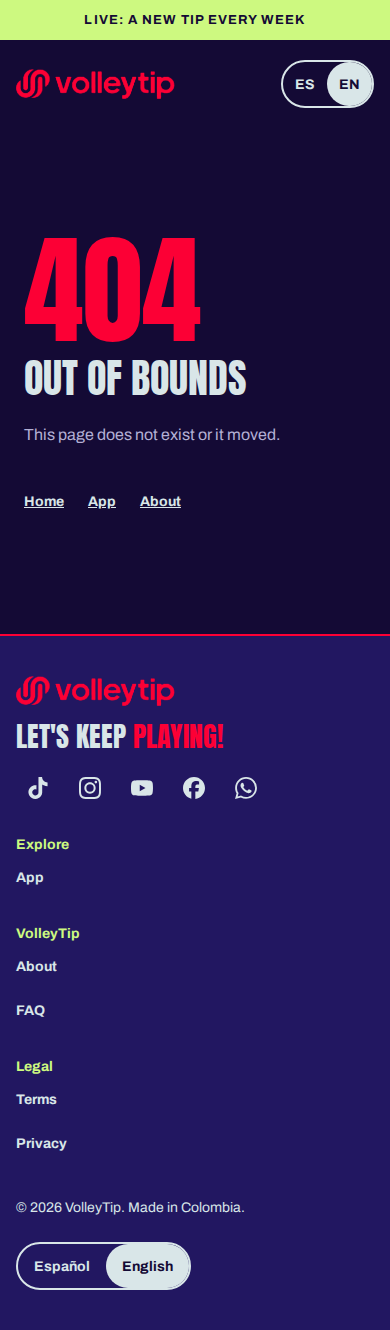 LIVE: A NEW TIP EVERY WEEK
volleytip
ES EN
404
OUT OF BOUNDS
This page does not exist or it moved.
Home App About
volleytip
LET'S KEEP PLAYING!
Explore
App
VolleyTip
About
FAQ
Legal
Terms
Privacy
© 2026 VolleyTip. Made in Colombia.
Español English